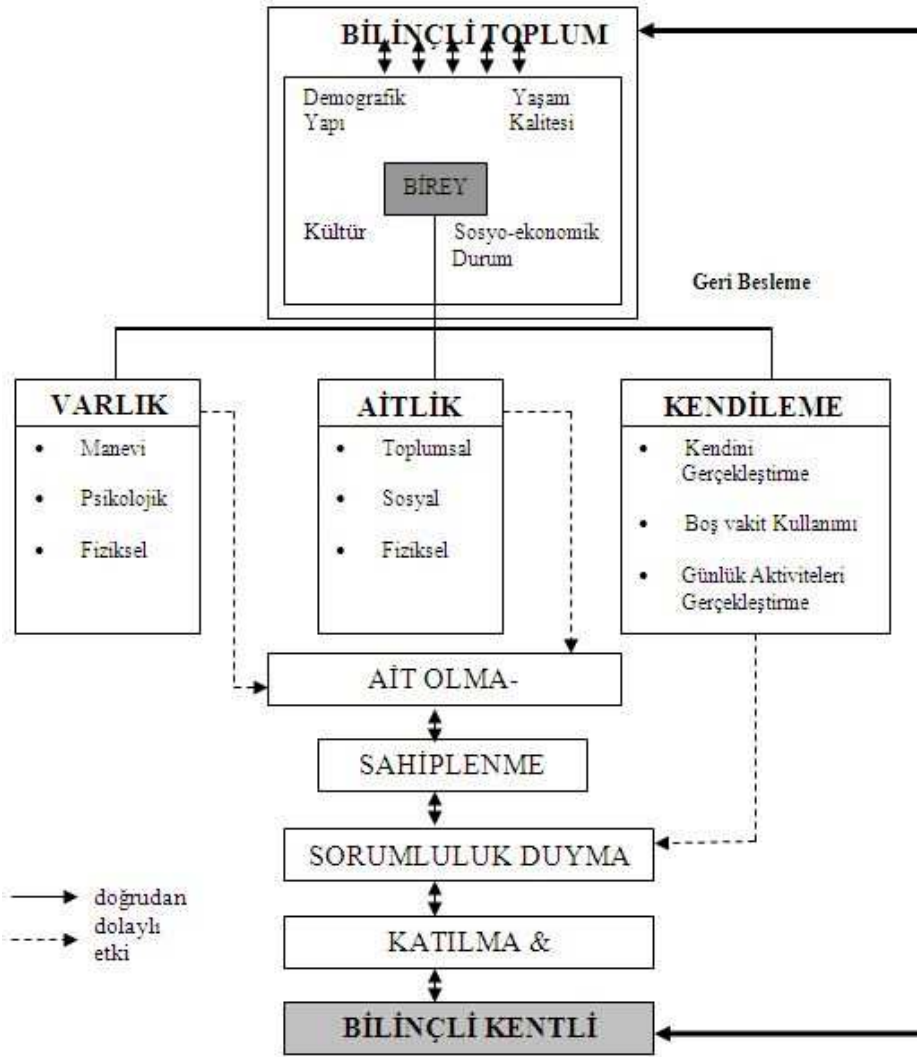 BİLİNÇLİ TOPLUM
Demografik
Yapı
Yaşam
Kalitesi
BİREY
Kültür
Sosyo-ekonomik
Durum
Geri Besleme
VARLIK
• Manevi
• Psikolojik
• Fiziksel
AİTLİK
• Toplumsal
• Sosyal
• Fiziksel
KENDİLEME
• Kendini
Gerçekleştirme
• Boş vakit Kullanımı
• Günlük Aktiviteleri
Gerçekleştirme
AİT OLMA-
SAHİPLENME
SORUMLULUK DUYMA
KATILMA &
BİLİNÇLİ KENTLİ
doğrudan
dolaylı
etki